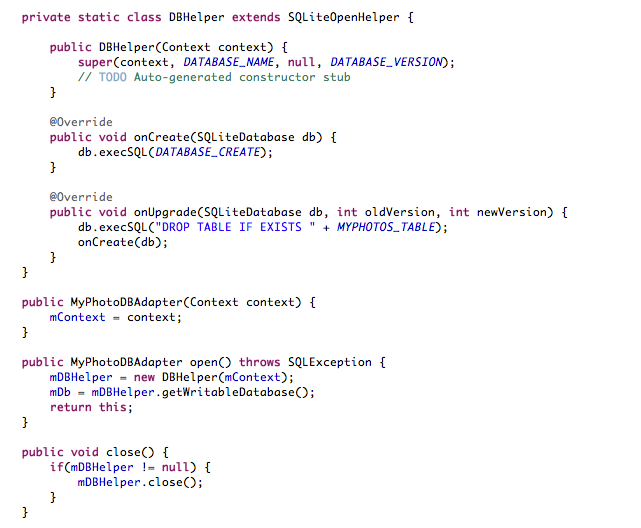 private static class DBHelper extends SQLiteOpenHelper {
public DBHelper(Context context) {
super(context, DATABASE_NAME, null, DATABASE_VERSION);
// TODO Auto-generated constructor stub
}
@Override
public void onCreate(SQLiteDatabase db) {
db.execSQL(DATABASE_CREATE);
}
@Override
public void onUpgrade(SQLiteDatabase db, int oldVersion, int newVersion) {
db.execSQL("DROP TABLE IF EXISTS " + MYPHOTOS_TABLE);
onCreate(db);
}
}
public MyPhotoDBAdapter(Context context) {
mContext = context;
}
public MyPhotoDBAdapter open() throws SQLException {
mDBHelper = new DBHelper(mContext);
mDb = mDBHelper.getWritableDatabase();
return this;
}
public void close() {
if(mDBHelper != null) {
mDBHelper.close();
}
}